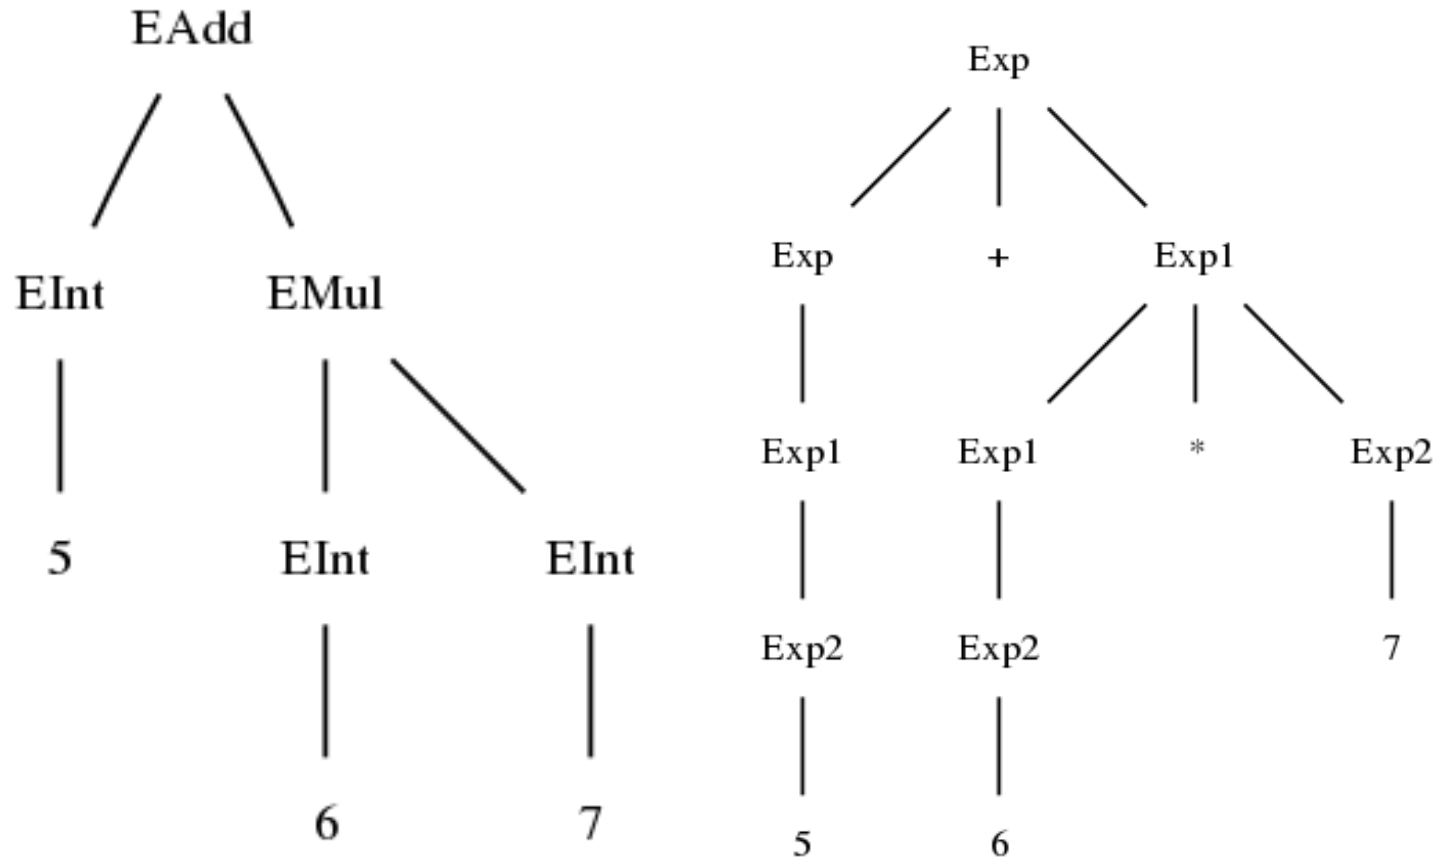 EAdd
EInt EMul
5 EInt EInt
6 7
Exp
Exp + Exp1
Exp1 Exp1 * Exp2
Exp2 Exp2 7
5 6